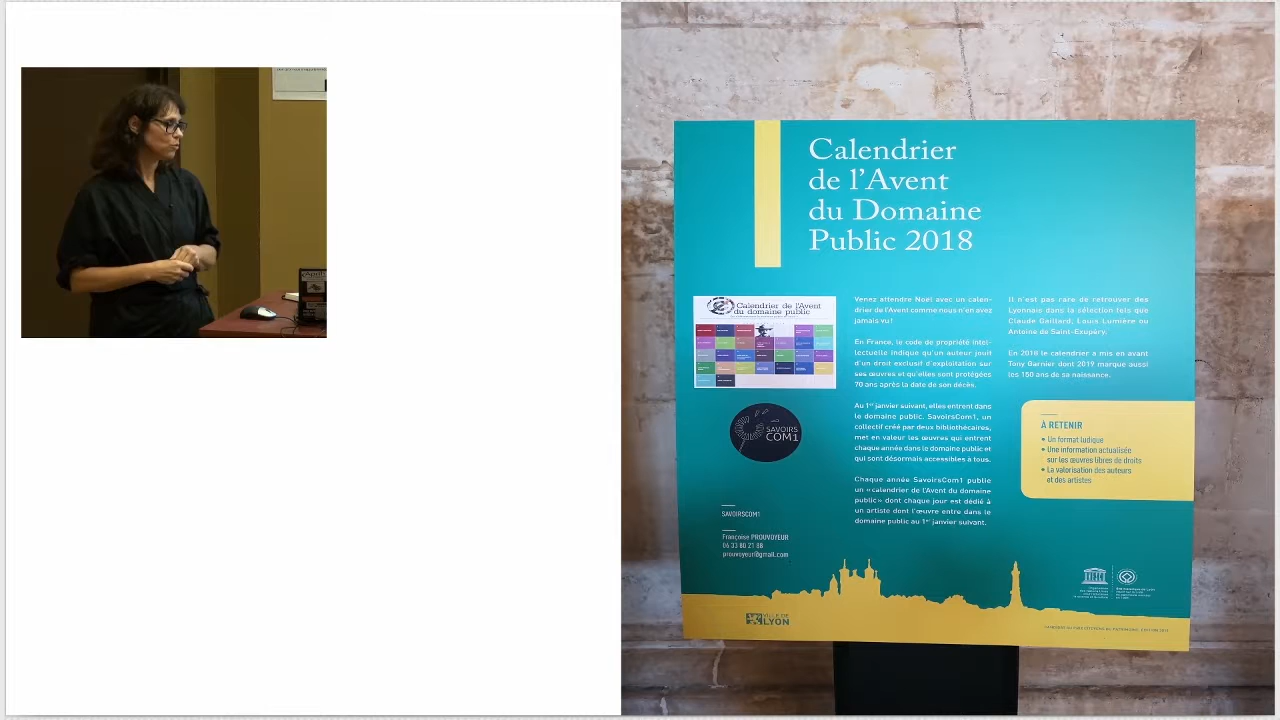 Calendrier
de l'Avent
du Domaine
Public 2018
Calendrier de l'Avent
du domaine public
SAVOIRS
COM1
SAVOIRSCOM1
Françoise PROUVOYEUR
06 33 80 21 88
prouvoyeur@gmail.com
Venez attendre Noël avec un calen-
drier de l'Avent comme nous n'en avez
jamais vu !
En France, le code de propriété intel-
lectuelle indique qu'un auteur jouit
d'un droit exclusif d'exploitation sur
ses œuvres et qu'elles sont protégées
70 ans après la date de son décès.
Au 1er janvier suivant, elles entrent dans
le domaine public. SavoirsCom1, un
collectif créé par deux bibliothécaires,
met en valeur les œuvres qui entrent
chaque année dans le domaine public et
qui sont désormais accessibles à tous.
Chaque année SavoirsCom1 publie
un « calendrier de l'Avent du domaine
public » dont chaque jour est dédié à
un artiste dont l'œuvre entre dans le
domaine public au 1er janvier suivant.
Il n'est pas rare de retrouver des
Lyonnais dans la sélection tels que
Claude Gaillard, Louis Lumière ou
Antoine de Saint-Exupéry.
En 2018 le calendrier a mis en avant
Tony Garnier dont 2019 marque aussi
les 150 ans de sa naissance.
À RETENIR
• Un format ludique
• Une information actualisée
sur les œuvres libres de droits
• La valorisation des auteurs
et des artistes
VILLE DE
LYON